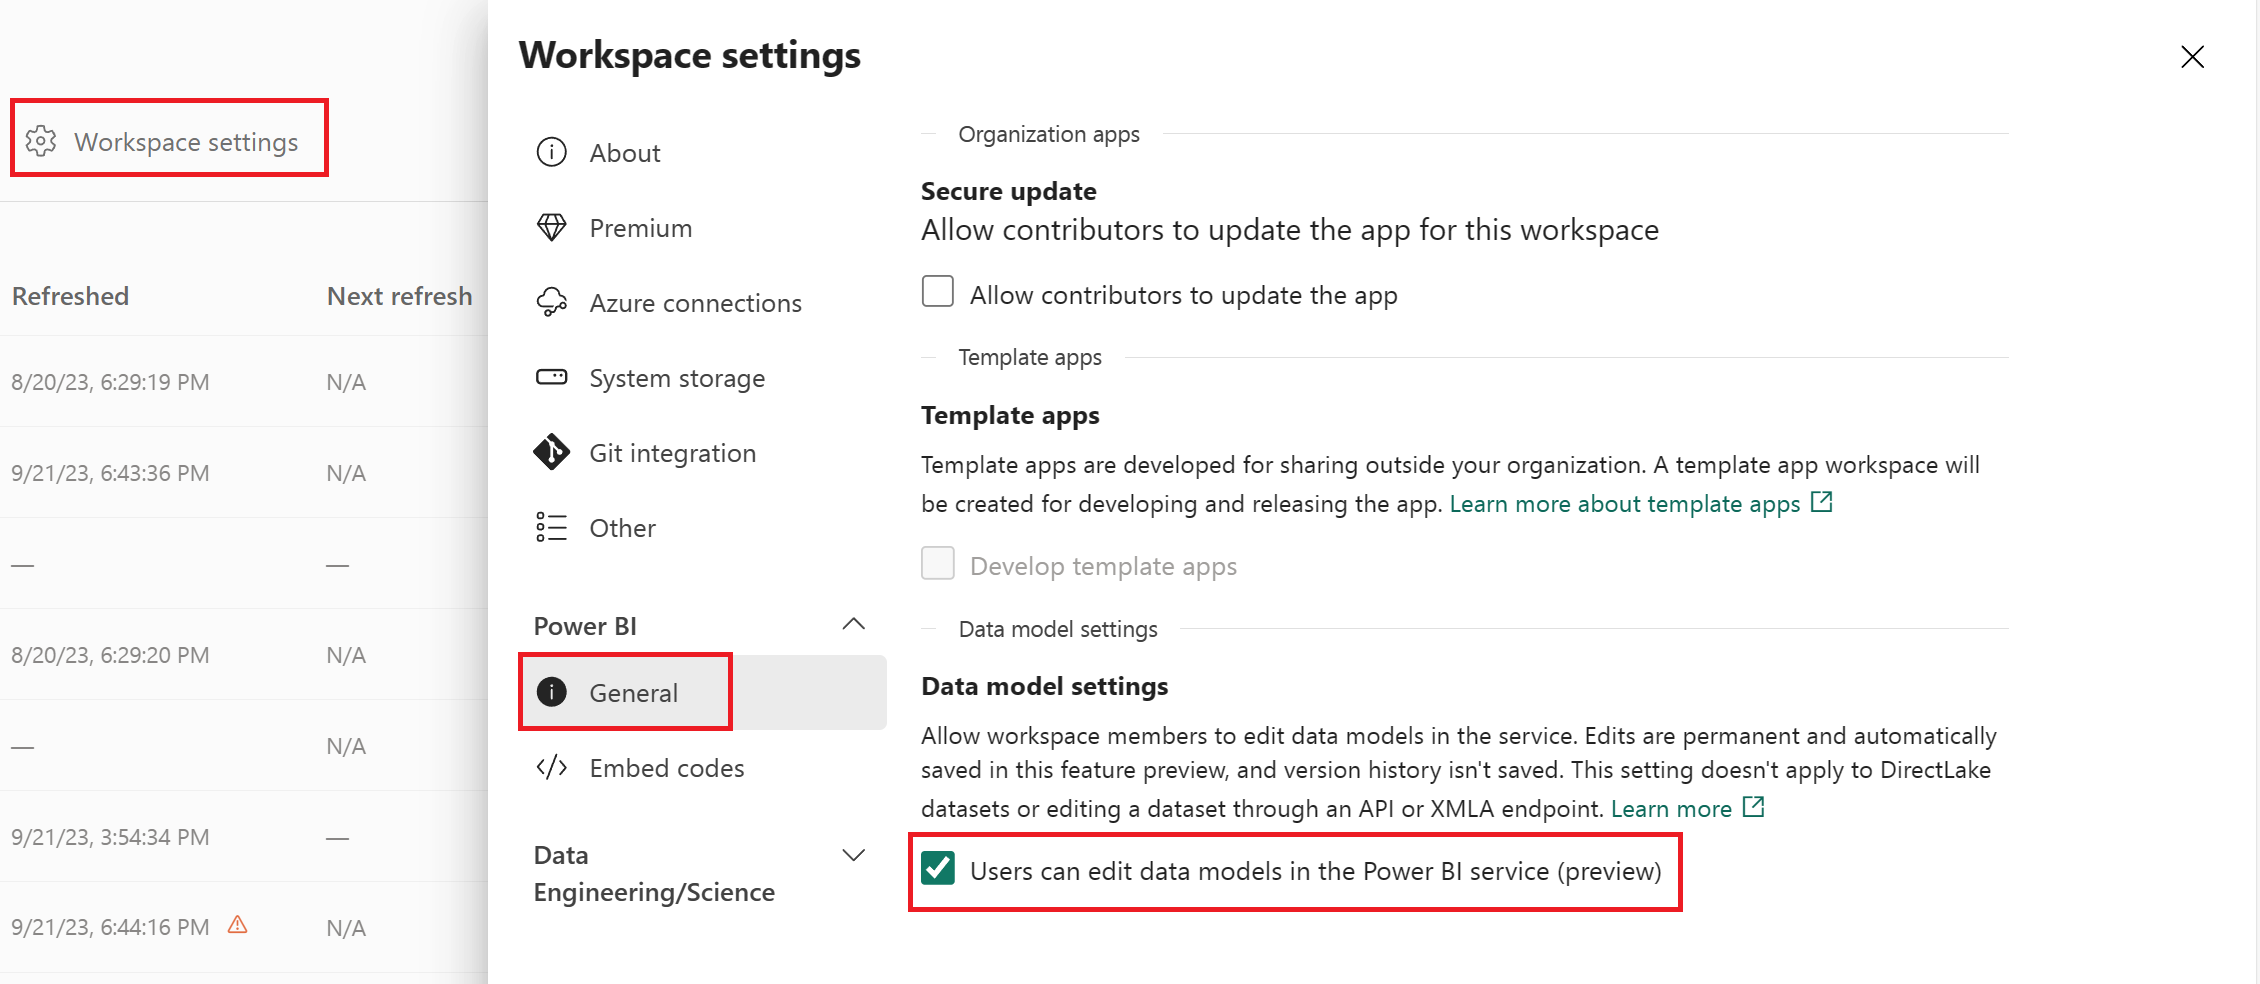 Workspace settings
Refreshed Next refresh
8/20/23, 6:29:19 PM N/A
9/21/23, 6:43:36 PM N/A
— —
8/20/23, 6:29:20 PM N/A
— N/A
9/21/23, 3:54:34 PM —
9/21/23, 6:44:16 PM N/A
Workspace settings
About
Premium
Azure connections
System storage
Git integration
Other
Power BI
General
Embed codes
Data
Engineering/Science
Organization apps
Secure update
Allow contributors to update the app for this workspace
Allow contributors to update the app
Template apps
Template apps
Template apps are developed for sharing outside your organization. A template app workspace will
be created for developing and releasing the app. Learn more about template apps
Develop template apps
Data model settings
Data model settings
Allow workspace members to edit data models in the service. Edits are permanent and automatically
saved in this feature preview, and version history isn't saved. This setting doesn't apply to DirectLake
datasets or editing a dataset through an API or XMLA endpoint. Learn more
Users can edit data models in the Power BI service (preview)